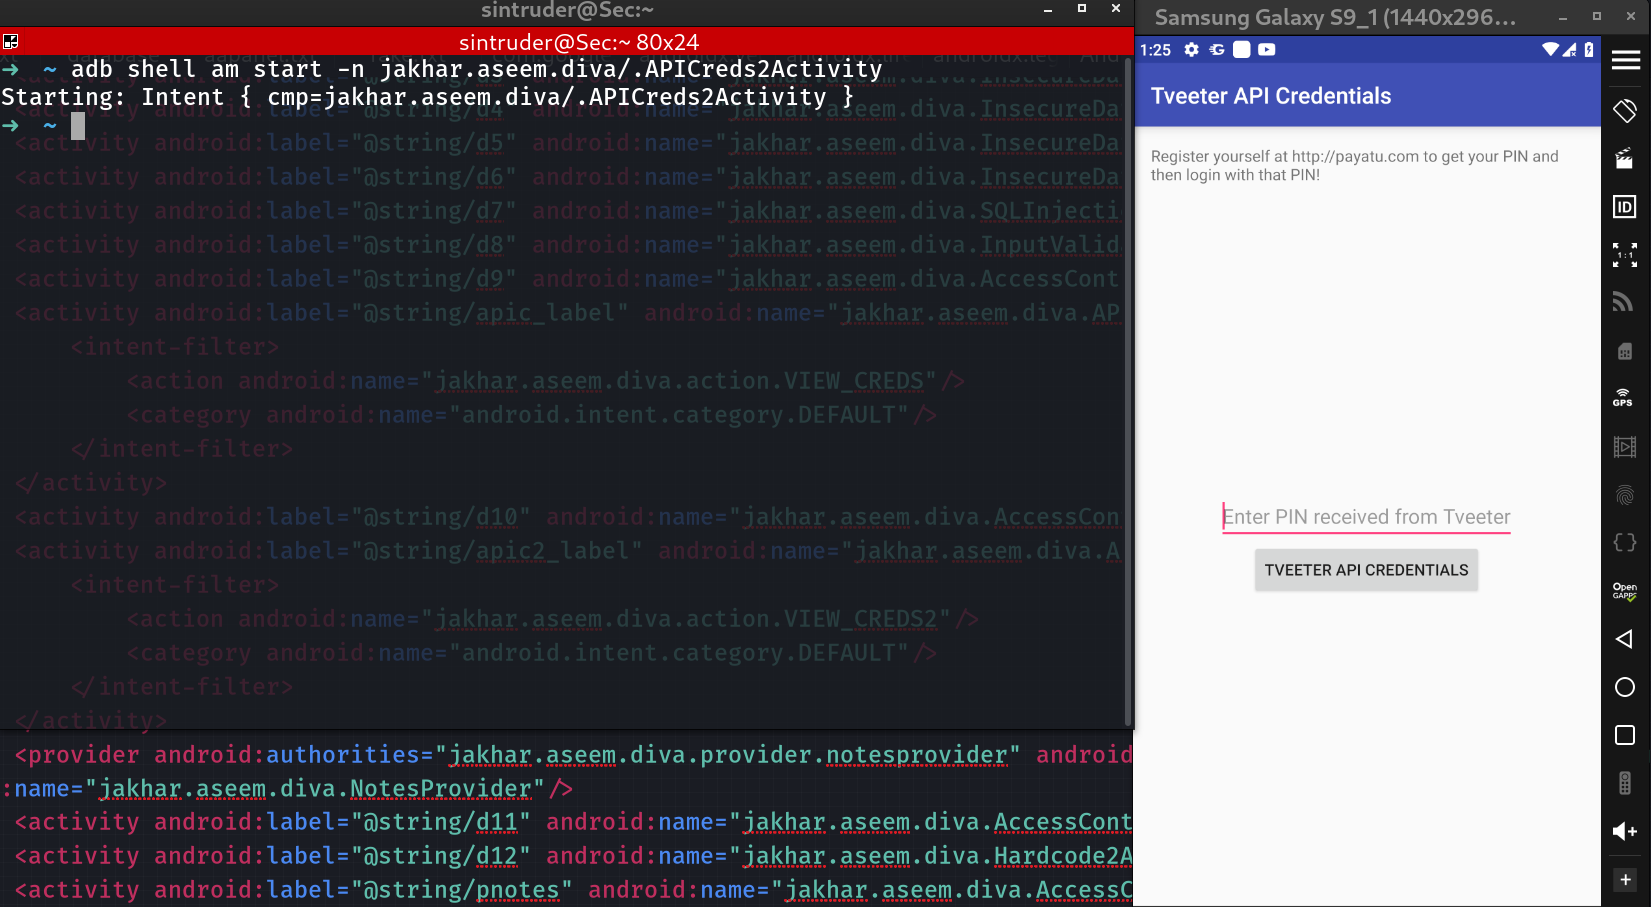 sintruder@Sec:~
sintruder@Sec:~ 80x24
➜ ~ adb shell am start -n jakhar.aseem.diva/.APICreds2Activity
Starting: Intent { cmp=jakhar.aseem.diva/.APICreds2Activity }
➜ ~
d4" android:name="jakhar.aseem.diva.InsecureDa
<activity android:label="@string/d5" android:name="jakhar.aseem.diva.InsecureDa
<activity android:label="@string/d6" android:name="jakhar.aseem.diva.InsecureDa
<activity android:label="@string/d7" android:name="jakhar.aseem.diva.SQLInjecti
<activity android:label="@string/d8" android:name="jakhar.aseem.diva.InputValid
<activity android:label="@string/d9" android:name="jakhar.aseem.diva.AccessCont
<activity android:label="@string/apic_label" android:name="jakhar.aseem.diva.AP
<intent-filter>
<action android:name="jakhar.aseem.diva.action.VIEW_CREDS"/>
<category android:name="android.intent.category.DEFAULT"/>
</intent-filter>
</activity>
<activity android:label="@string/d10" android:name="jakhar.aseem.diva.AccessCon
<activity android:label="@string/apic2_label" android:name="jakhar.aseem.diva.A
<intent-filter>
<action android:name="jakhar.aseem.diva.action.VIEW_CREDS2"/>
<category android:name="android.intent.category.DEFAULT"/>
</intent-filter>
</activity>
<provider android:authorities="jakhar.aseem.diva.provider.notesprovider" android
:name="jakhar.aseem.diva.NotesProvider"/>
<activity android:label="@string/d11" android:name="jakhar.aseem.diva.AccessCont
<activity android:label="@string/d12" android:name="jakhar.aseem.diva.Hardcode2A
<activity android:label="@string/pnotes" android:name="jakhar.aseem.diva.AccessC
Samsung Galaxy S9_1 (1440x296...
1:25
Tveeter API Credentials
Register yourself at http://payatu.com to get your PIN and
then login with that PIN!
Enter PIN received from Tveeter
TVEETER API CREDENTIALS
ID
1:1
GPS
Open
GAPPS